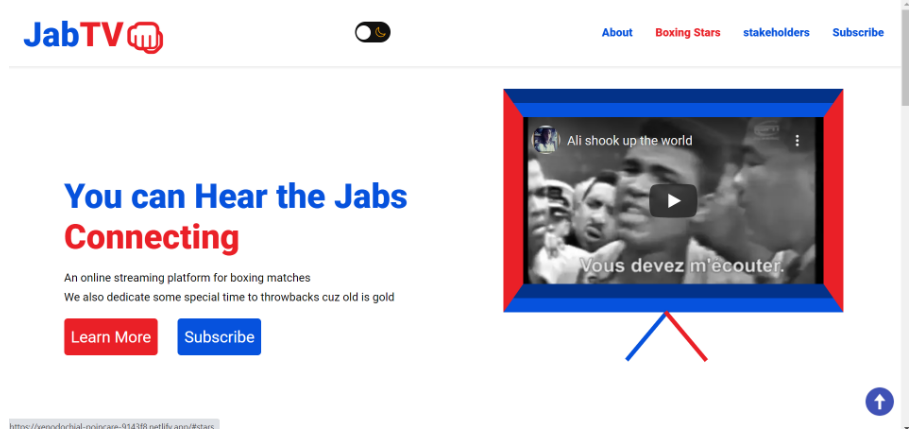 JabTV
About Boxing Stars stakeholders Subscribe
Ali shook up the world
You can Hear the Jabs
Connecting
Vous devez m'ecouter.
An online streaming platform for boxing matches
We also dedicate some special time to throwbacks cuz old is gold
Learn More Subscribe
https://xenodochial-poincare-9143f8.netlify.app/#stars